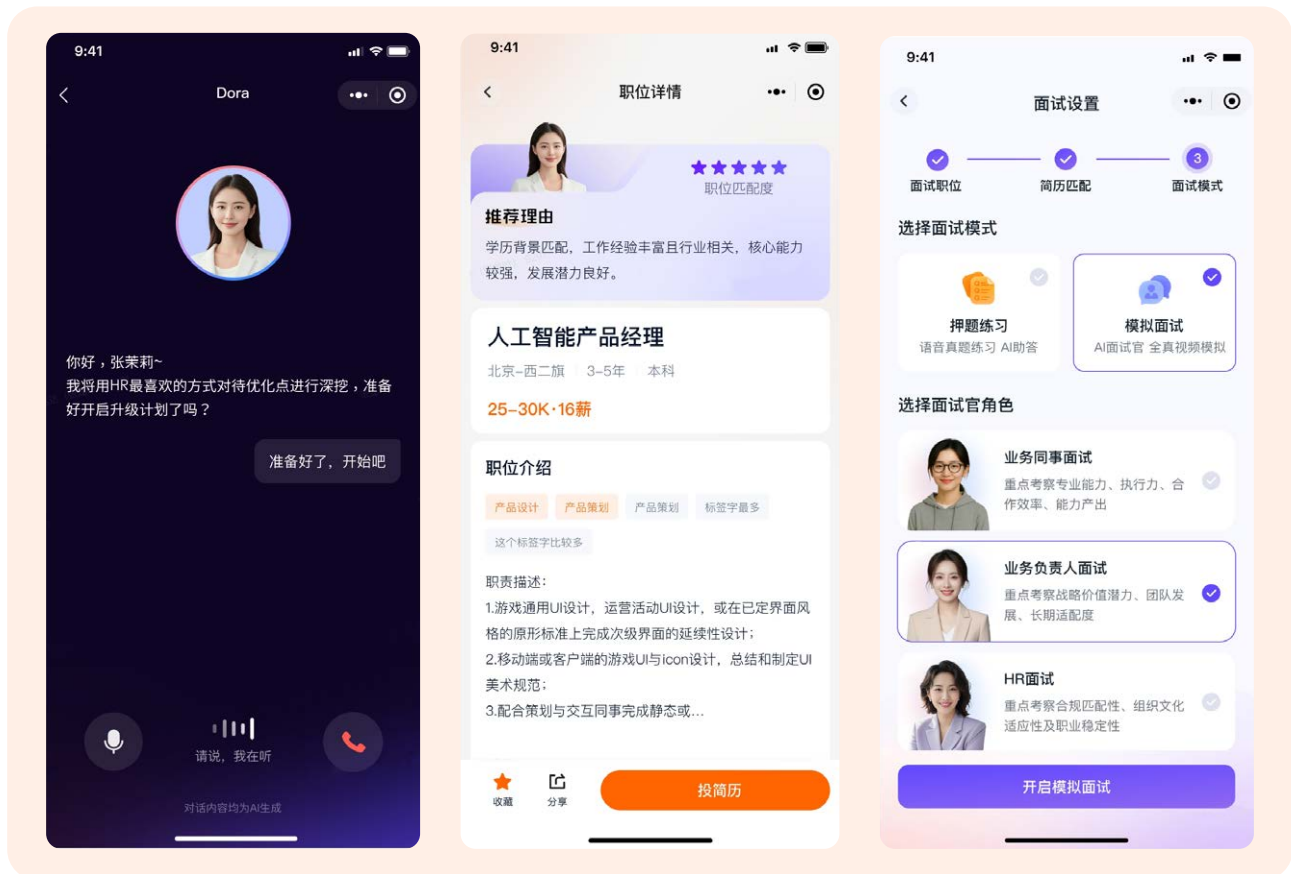 9:41
Dora
你好，张茉莉~
我将用HR最喜欢的方式对待优化点进行深挖，准备
好开启升级计划了吗？
准备好了，开始吧
请说，我在听
对话内容均为AI生成
9:41
职位详情
职位匹配度
推荐理由
学历背景匹配，工作经验丰富且行业相关，核心能力
较强，发展潜力良好。
人工智能产品经理
北京-西二旗 3-5年 本科
25-30K·16薪
职位介绍
产品设计 产品策划 产品策划 标签字最多
这个标签字比较多
职责描述：
1.游戏通用UI设计，运营活动UI设计，或在已定界面风
格的原形标准上完成次级界面的延续性设计；
2.移动端或客户端的游戏UI与icon设计，总结和制定UI
美术规范；
3.配合策划与交互同事完成静态或...
收藏 分享 投简历
9:41
面试设置
3
面试职位 简历匹配 面试模式
选择面试模式
押题练习 模拟面试
语音真题练习 AI助答 AI面试官 全真视频模拟
选择面试官角色
业务同事面试
重点考察专业能力、执行力、合
作效率、能力产出
业务负责人面试
重点考察战略价值潜力、团队发
展、长期适配度
HR面试
重点考察合规匹配性、组织文化
适应性及职业稳定性
开启模拟面试